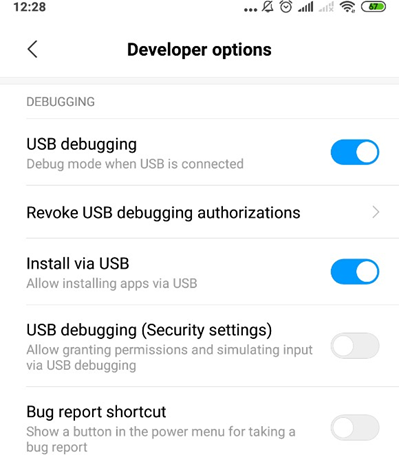 12:28
67
Developer options
DEBUGGING
USB debugging
Debug mode when USB is connected
Revoke USB debugging authorizations
Install via USB
Allow installing apps via USB
USB debugging (Security settings)
Allow granting permissions and simulating input
via USB debugging
Bug report shortcut
Show a button in the power menu for taking a
bug report